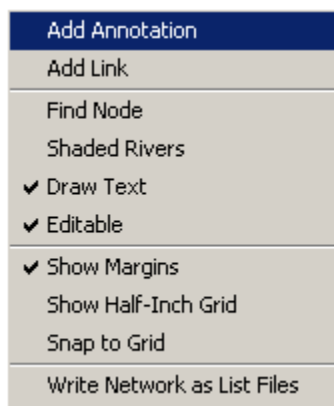 Add Annotation
Add Link
Find Node
Shaded Rivers
Draw Text
Editable
Show Margins
Show Half-Inch Grid
Snap to Grid
Write Network as List Files